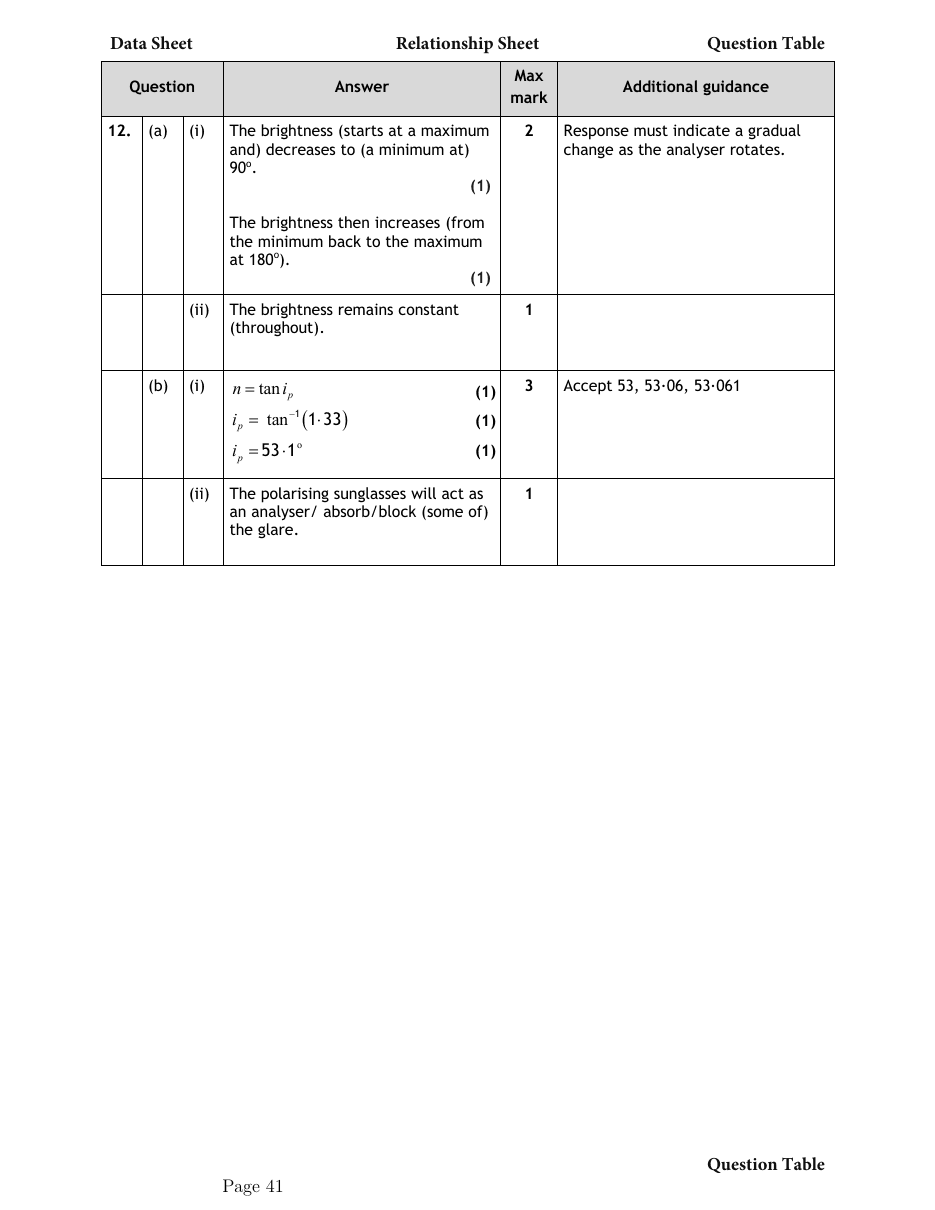 Data Sheet Relationship Sheet Question Table
Question Answer Max mark Additional guidance
12. (a) (i) The brightness (starts at a maximum 2 Response must indicate a gradual
and) decreases to (a minimum at) change as the analyser rotates.
90º.
(1)
The brightness then increases (from
the minimum back to the maximum
at 180º).
(1)
(ii) The brightness remains constant 1
(throughout).
(b) (i) n = tan i_p (1) 3 Accept 53, 53·06, 53·061
i_p = tan⁻¹(1·33) (1)
i_p = 53·1° (1)
(ii) The polarising sunglasses will act as 1
an analyser/ absorb/block (some of)
the glare.
Question Table
Page 41